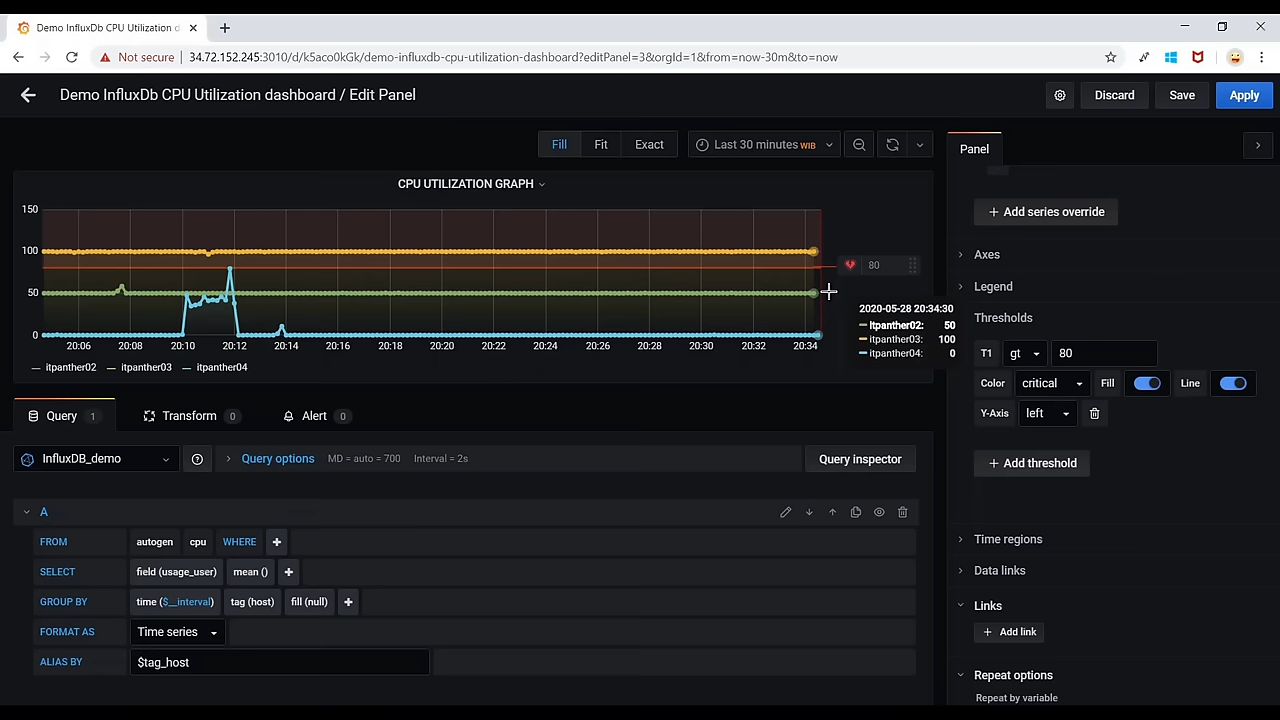 Demo InfluxDb CPU Utilization d
Not secure 34.72.152.245:3010/d/k5aco0kGk/demo-influxdb-cpu-utilization-dashboard?editPanel=3&orgId=1&from=now-30m&to=now
Demo InfluxDb CPU Utilization dashboard / Edit Panel
Discard Save Apply
Fill Fit Exact Last 30 minutes WIB
Panel
CPU UTILIZATION GRAPH
150
100
50
0
20:06 20:08 20:10 20:12 20:14 20:16 20:18 20:20 20:22 20:24 20:26 20:28 20:30 20:32 20:34
itpanther02 itpanther03 itpanther04
80
2020-05-28 20:34:30
itpanther02: 50
itpanther03: 100
itpanther04: 0
Query 1 Transform 0 Alert 0
InfluxDB_demo Query options MD = auto = 700 Interval = 2s Query inspector
A
FROM autogen cpu WHERE +
SELECT field (usage_user) mean () +
GROUP BY time ($__interval) tag (host) fill (null) +
FORMAT AS Time series
ALIAS BY $tag_host
+ Add series override
Axes
Legend
Thresholds
T1 gt 80
Color critical Fill Line
Y-Axis left
+ Add threshold
Time regions
Data links
Links
+ Add link
Repeat options
Repeat by variable